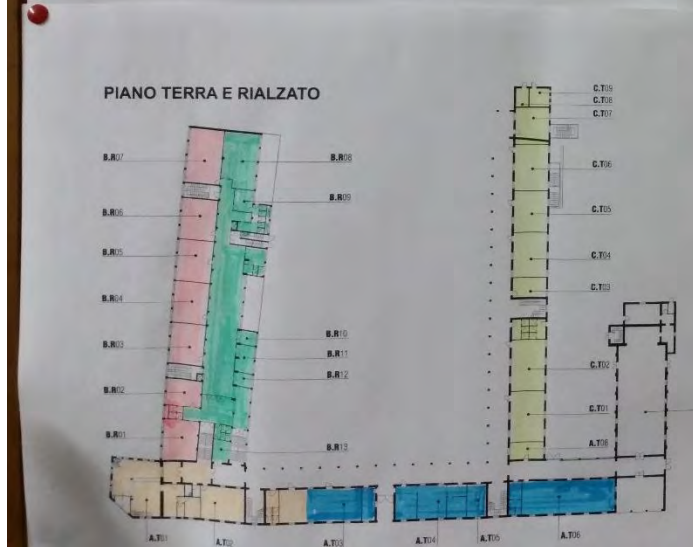 PIANO TERRA E RIALZATO
C.T09
C.T08
C.T07
B.R07
B.R08
C.T06
B.R09
B.R06
C.T05
B.R05
C.T04
C.T03
B.R04
B.R10
B.R03
B.R11
C.T02
B.R12
B.R02
C.T01
B.R01
B.R13
A.T08
A.T01
A.T02
A.T03
A.T04
A.T05
A.T06